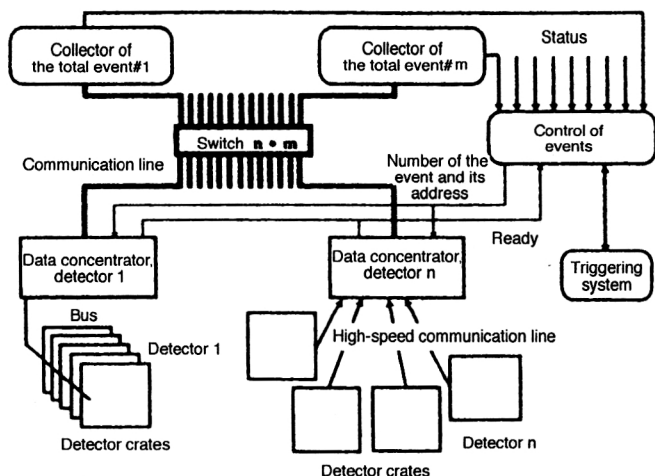 Collector of
the total event#1
Collector of
the total event# m
Status
Switch n • m
Control of
events
Communication line
Number of the
event and its
address
Ready
Data concentrator,
detector 1
Data concentrator,
detector n
Triggering
system
Bus
Detector 1
High-speed communication line
Detector crates
Detector n
Detector crates